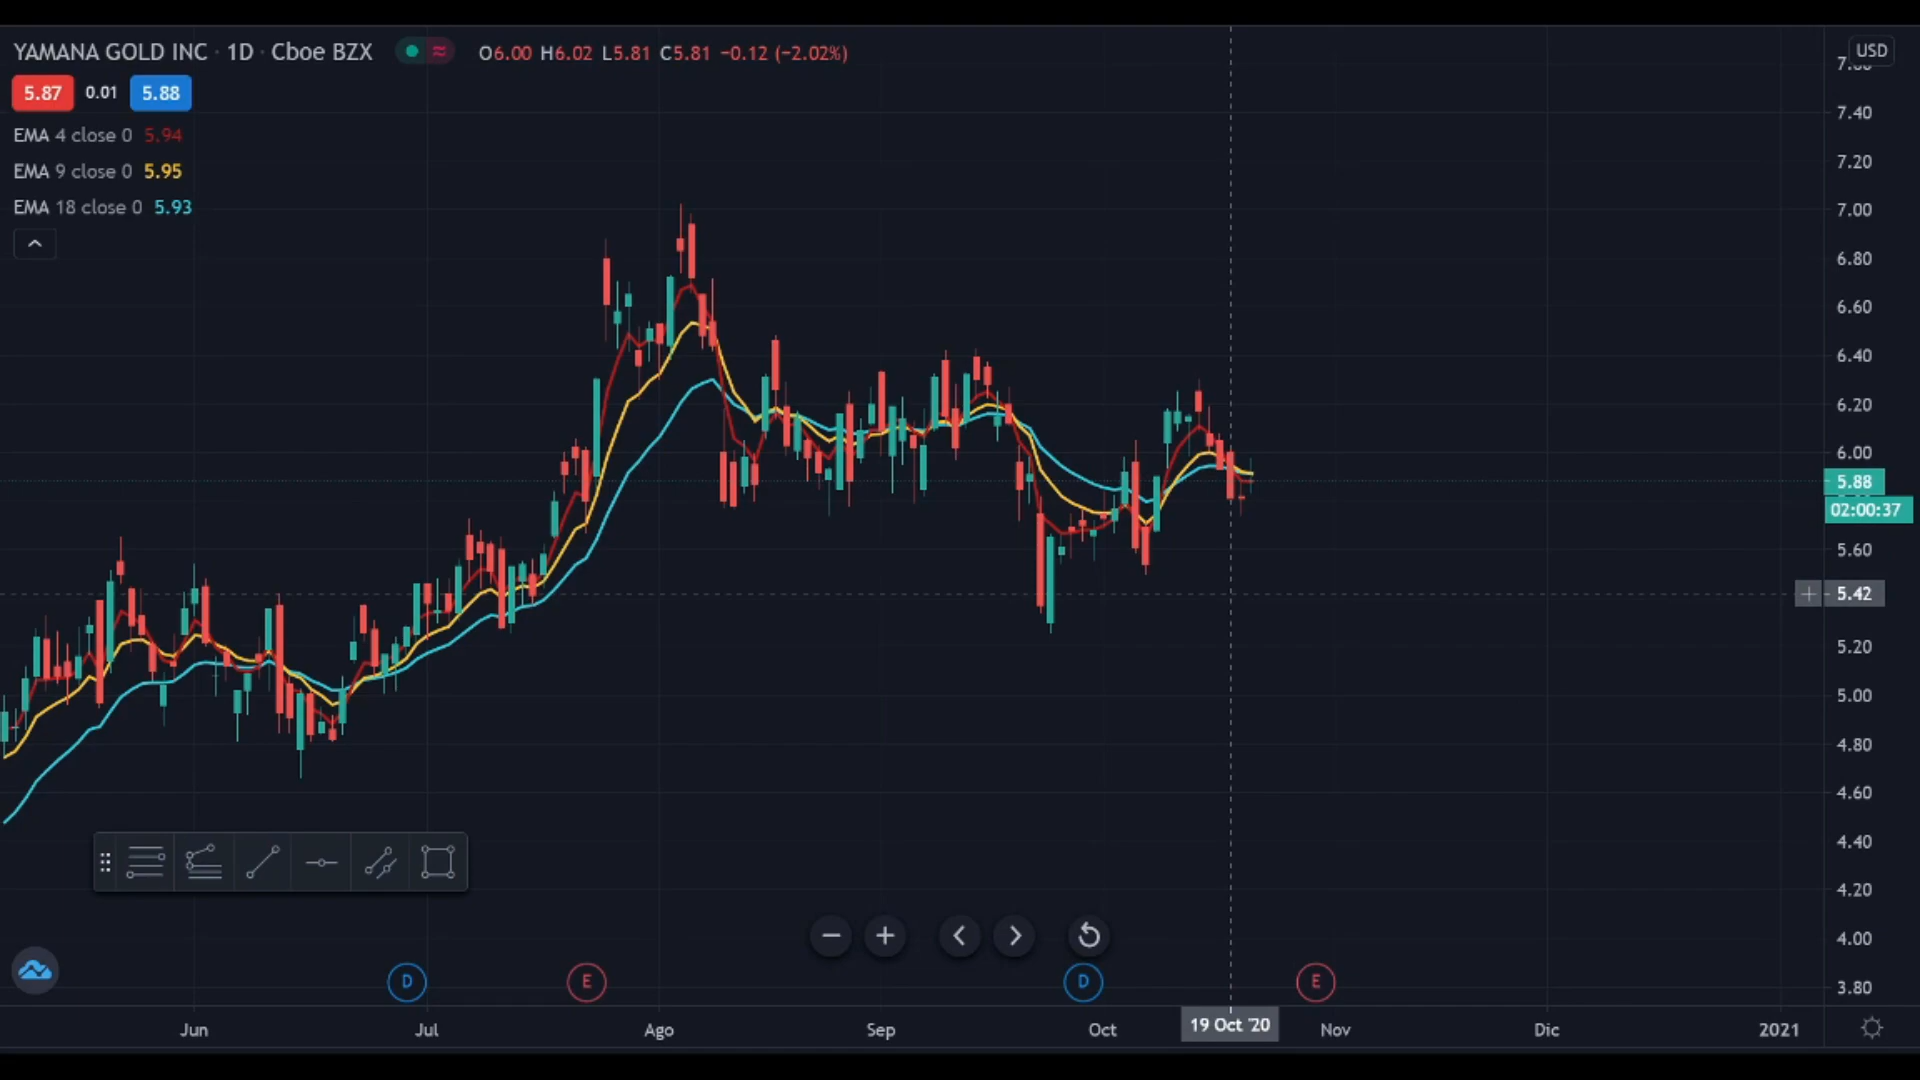 YAMANA GOLD INC · 1D · Cboe BZX O6.00 H6.02 L5.81 C5.81 −0.12 (−2.02%)
USD
5.87 0.01 5.88
EMA 4 close 0 5.94
EMA 9 close 0 5.95
EMA 18 close 0 5.93
7.40
7.20
7.00
6.80
6.60
6.40
6.20
6.00
5.88
02:00:37
5.60
5.42
5.20
5.00
4.80
4.60
4.40
4.20
4.00
3.80
D E D E
Jun Jul Ago Sep Oct 19 Oct '20 Nov Dic 2021